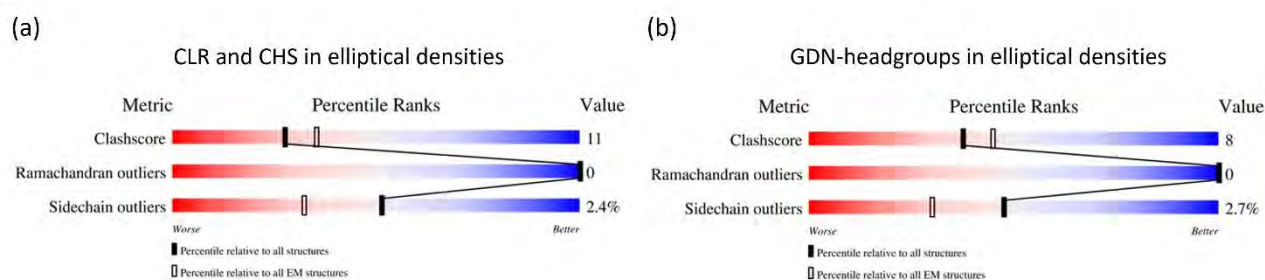 (a)
CLR and CHS in elliptical densities
Metric Percentile Ranks Value
Clashscore 11
Ramachandran outliers 0
Sidechain outliers 2.4%
Worse Better
Percentile relative to all structures
Percentile relative to all EM structures
(b)
GDN-headgroups in elliptical densities
Metric Percentile Ranks Value
Clashscore 8
Ramachandran outliers 0
Sidechain outliers 2.7%
Worse Better
Percentile relative to all structures
Percentile relative to all EM structures